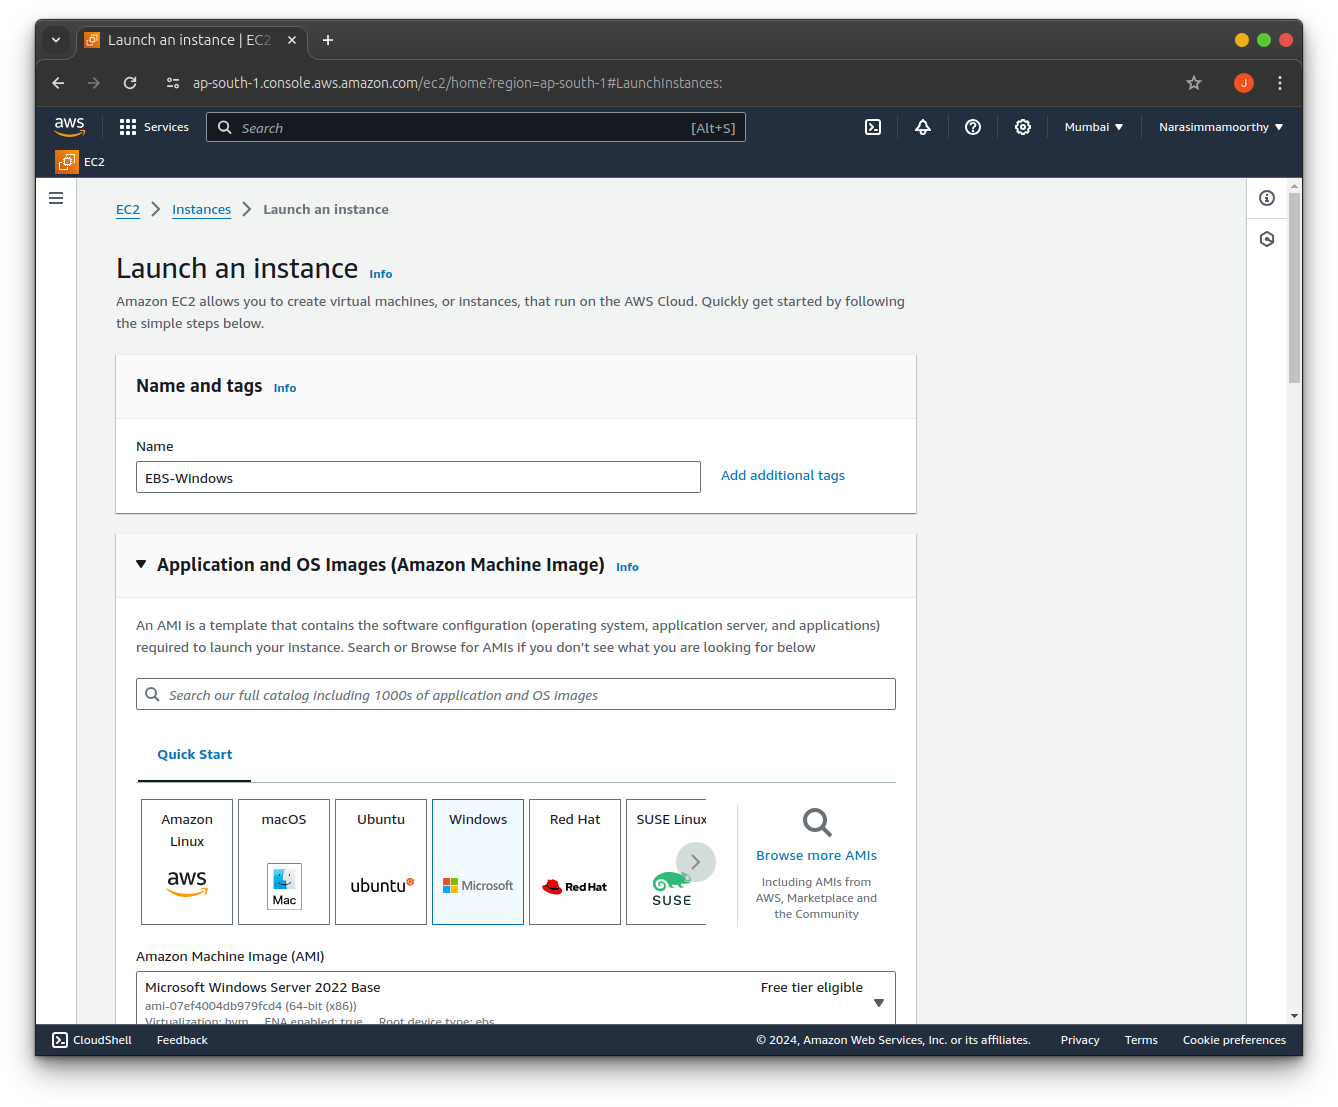 Launch an instance | EC2
ap-south-1.console.aws.amazon.com/ec2/home?region=ap-south-1#LaunchInstances:
J
aws
Services
Search
[Alt+S]
Mumbai
Narasimmamoorthy
EC2
EC2 Instances Launch an instance
Launch an instance Info
Amazon EC2 allows you to create virtual machines, or instances, that run on the AWS Cloud. Quickly get started by following
the simple steps below.
Name and tags Info
Name
EBS-Windows
Add additional tags
Application and OS Images (Amazon Machine Image) Info
An AMI is a template that contains the software configuration (operating system, application server, and applications)
required to launch your instance. Search or Browse for AMIs if you don’t see what you are looking for below
Search our full catalog including 1000s of application and OS images
Quick Start
Amazon
Linux
aws
macOS
Mac
Ubuntu
ubuntu
Windows
Microsoft
Red Hat
Red Hat
SUSE Linux
SUSE
Browse more AMIs
Including AMIs from
AWS, Marketplace and
the Community
Amazon Machine Image (AMI)
Microsoft Windows Server 2022 Base
Free tier eligible
ami-07ef4004db979fcd4 (64-bit (x86))
Virtualization: hvm ENA enabled: true Root device type: ebs
CloudShell
Feedback
© 2024, Amazon Web Services, Inc. or its affiliates.
Privacy
Terms
Cookie preferences